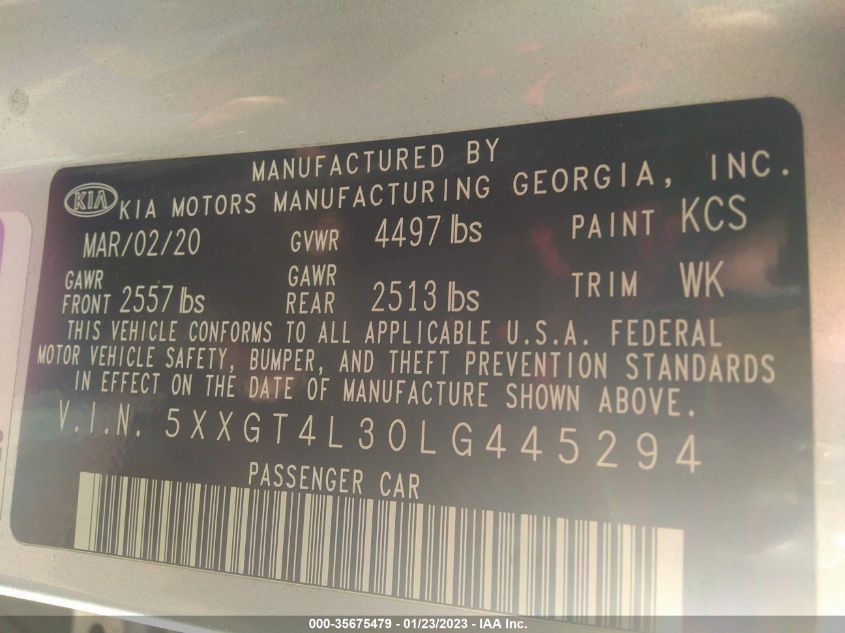 MANUFACTURED BY
KIA KIA MOTORS MANUFACTURING GEORGIA, INC.
MAR/02/20 GVWR 4497 lbs PAINT KCS
GAWR FRONT 2557 lbs GAWR REAR 2513 lbs TRIM WK
THIS VEHICLE CONFORMS TO ALL APPLICABLE U.S.A. FEDERAL
MOTOR VEHICLE SAFETY, BUMPER, AND THEFT PREVENTION STANDARDS
IN EFFECT ON THE DATE OF MANUFACTURE SHOWN ABOVE.
V.I.N. 5XXGT4L30LG445294
PASSENGER CAR
000-35675479 - 01/23/2023 - IAA Inc.